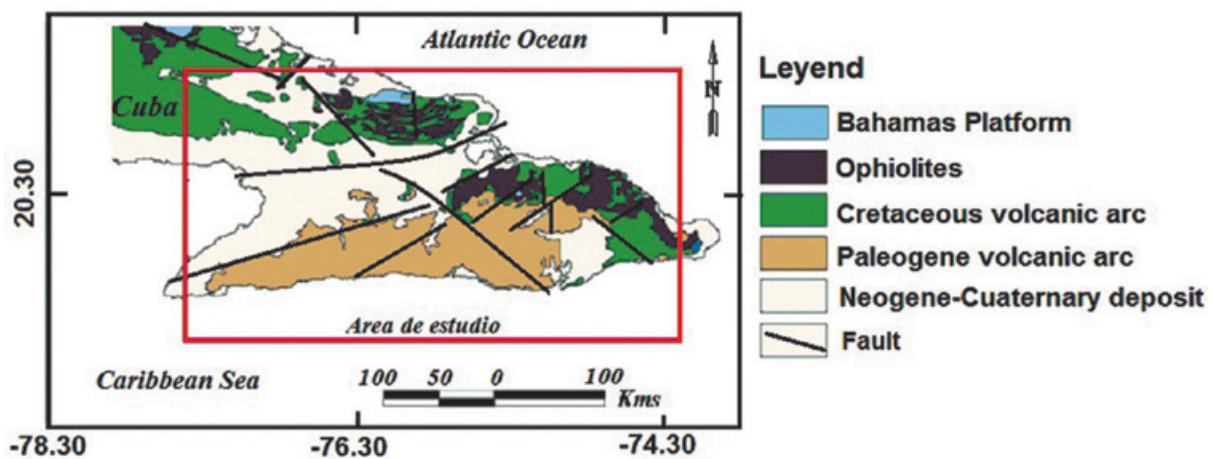 Atlantic Ocean
N
Cuba
20.30
Area de estudio
Caribbean Sea
100 50 0 100
Kms
-78.30 -76.30 -74.30
Leyend
Bahamas Platform
Ophiolites
Cretaceous volcanic arc
Paleogene volcanic arc
Neogene-Cuaternary deposit
Fault